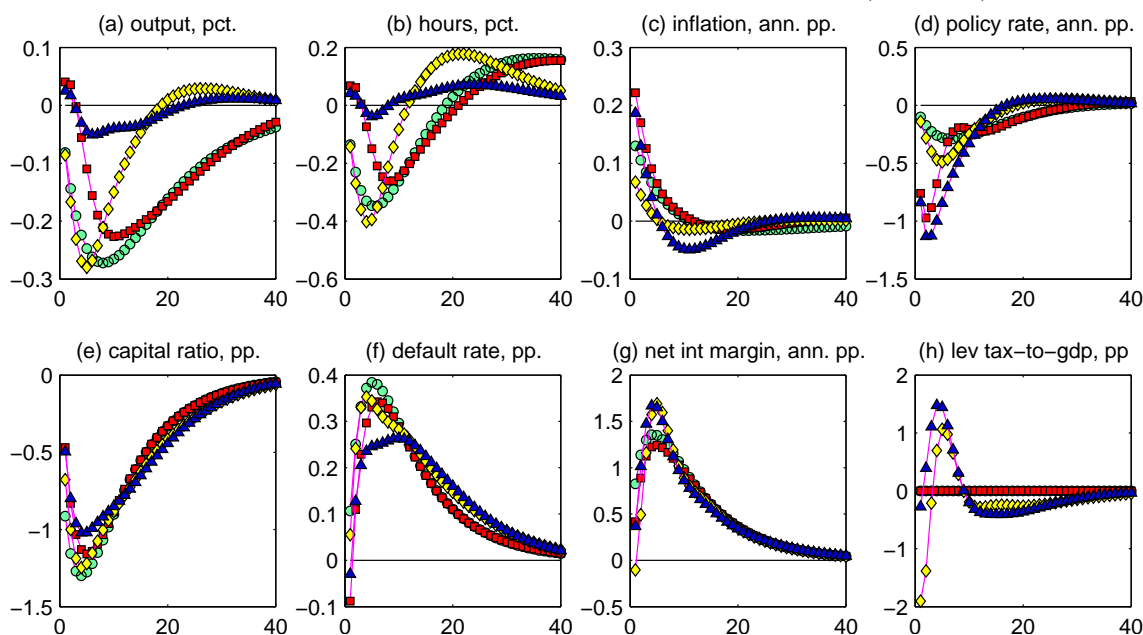 (a) output, pct.
(b) hours, pct.
(c) inflation, ann. pp.
(d) policy rate, ann. pp.
0.1
0
−0.1
−0.2
−0.3
0 20 40
0.2
0
−0.2
−0.4
−0.6
0 20 40
0.3
0.2
0.1
0
−0.1
0 20 40
0.5
0
−0.5
−1
−1.5
0 20 40
(e) capital ratio, pp.
(f) default rate, pp.
(g) net int margin, ann. pp.
(h) lev tax−to−gdp, pp
0
−0.5
−1
−1.5
0 20 40
0.4
0.3
0.2
0.1
0
−0.1
0 20 40
2
1.5
1
0.5
0
−0.5
0 20 40
2
1
0
−1
−2
0 20 40